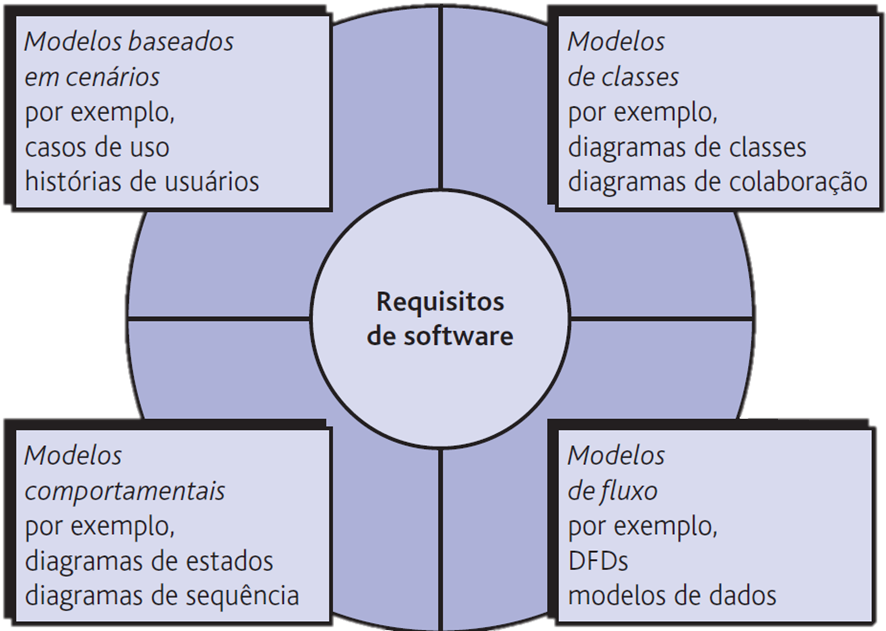 Modelos baseados
em cenários
por exemplo,
casos de uso
histórias de usuários
Modelos
de classes
por exemplo,
diagramas de classes
diagramas de colaboração
Requisitos
de software
Modelos
comportamentais
por exemplo,
diagramas de estados
diagramas de sequência
Modelos
de fluxo
por exemplo,
DFDs
modelos de dados